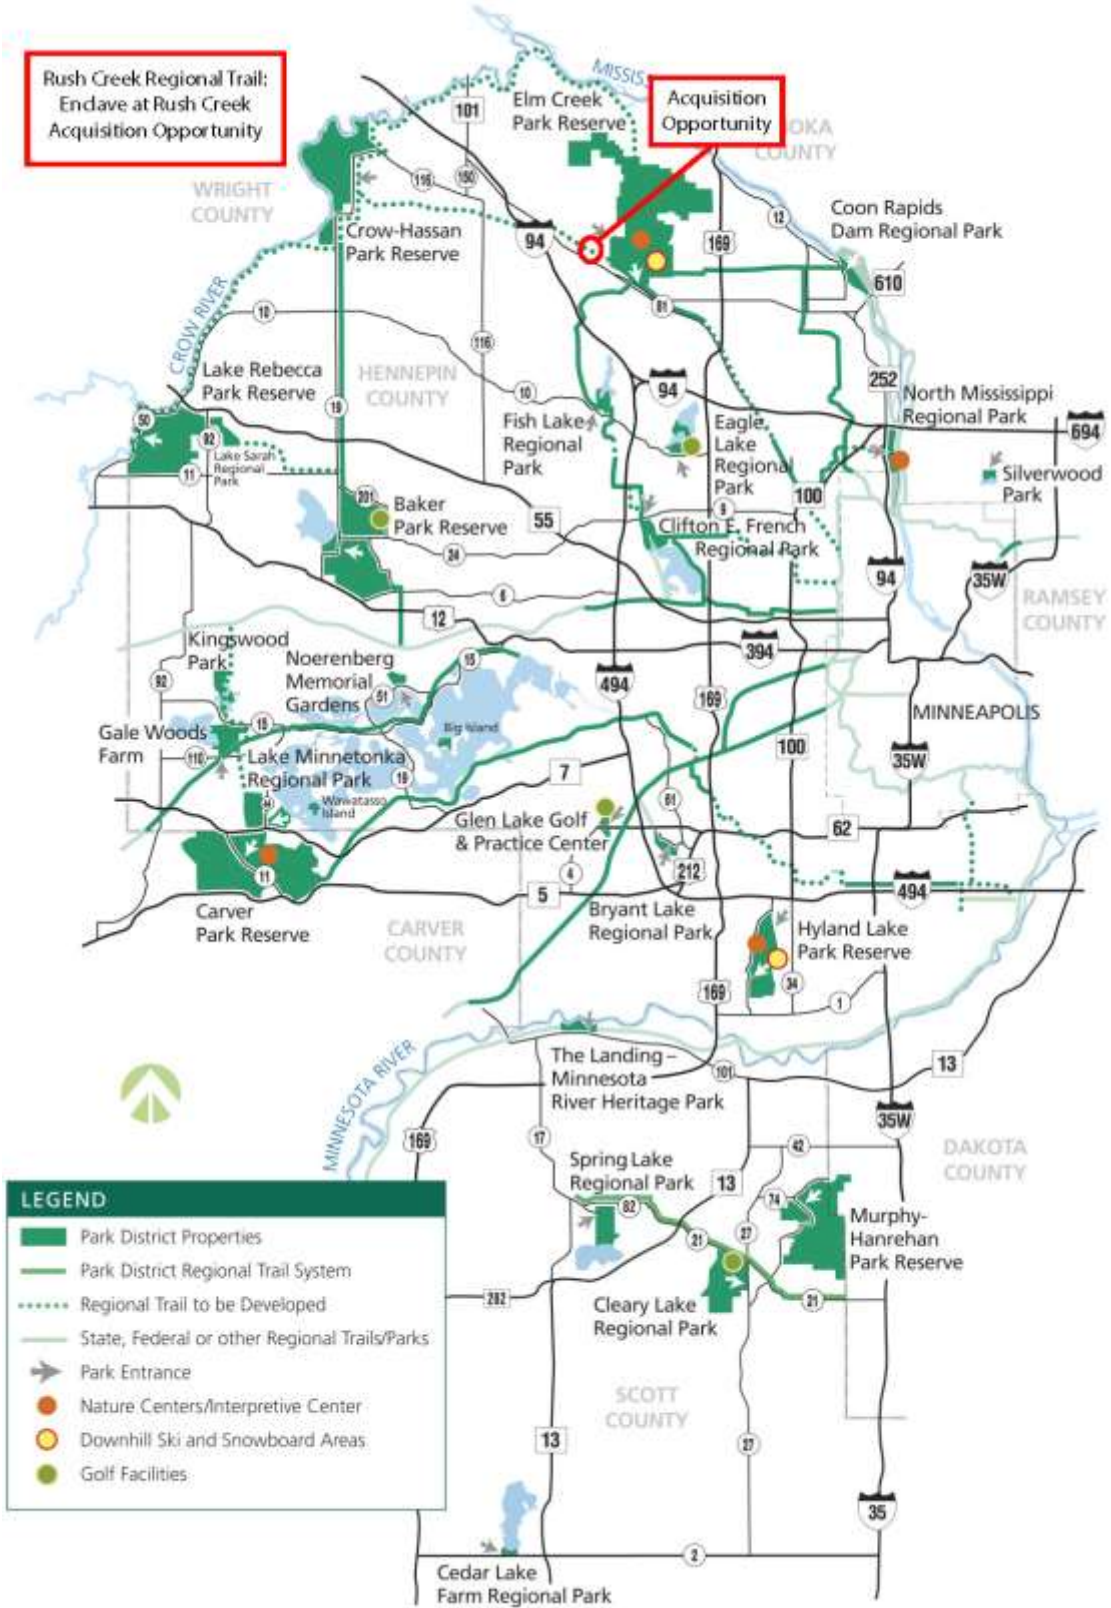 Rush Creek Regional Trail:
Enclave at Rush Creek
Acquisition Opportunity
Acquisition
Opportunity
MISSIS
Elm Creek
Park Reserve
OKA
COUNTY
101
WRIGHT
COUNTY
116
150
12
Coon Rapids
Dam Regional Park
Crow-Hassan
Park Reserve
94
169
610
81
CROW RIVER
10
116
Lake Rebecca
Park Reserve
HENNEPIN
COUNTY
94
252
10
19
North Mississippi
Regional Park
50
92
Fish Lake
Regional
Park
Eagle
Lake
Regional
Park
694
Lake Sarah
Regional
Park
11
Silverwood
Park
201
Baker
Park Reserve
55
100
9
Clifton E. French
Regional Park
24
94
35W
6
RAMSEY
COUNTY
12
Kingswood
Park
394
Noerenberg
Memorial
Gardens
15
92
51
494
169
MINNEAPOLIS
Gale Woods
Farm
15
Big Island
100
110
Lake Minnetonka
Regional Park
19
7
35W
44
Wawatasso
Island
61
Glen Lake Golf
& Practice Center
62
4
212
11
5
494
Carver
Park Reserve
CARVER
COUNTY
Bryant Lake
Regional Park
Hyland Lake
Park Reserve
34
169
1
MINNESOTA RIVER
The Landing –
Minnesota
River Heritage Park
101
13
35W
169
17
42
DAKOTA
COUNTY
Spring Lake
Regional Park
13
82
74
21
27
Murphy-
Hanrehan
Park Reserve
282
Cleary Lake
Regional Park
21
SCOTT
COUNTY
13
27
35
2
Cedar Lake
Farm Regional Park
LEGEND
Park District Properties
Park District Regional Trail System
Regional Trail to be Developed
State, Federal or other Regional Trails/Parks
Park Entrance
Nature Centers/Interpretive Center
Downhill Ski and Snowboard Areas
Golf Facilities